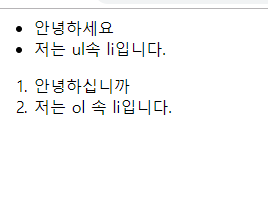 • 안녕하세요
• 저는 ul속 li입니다.
1. 안녕하십니까
2. 저는 ol 속 li입니다.